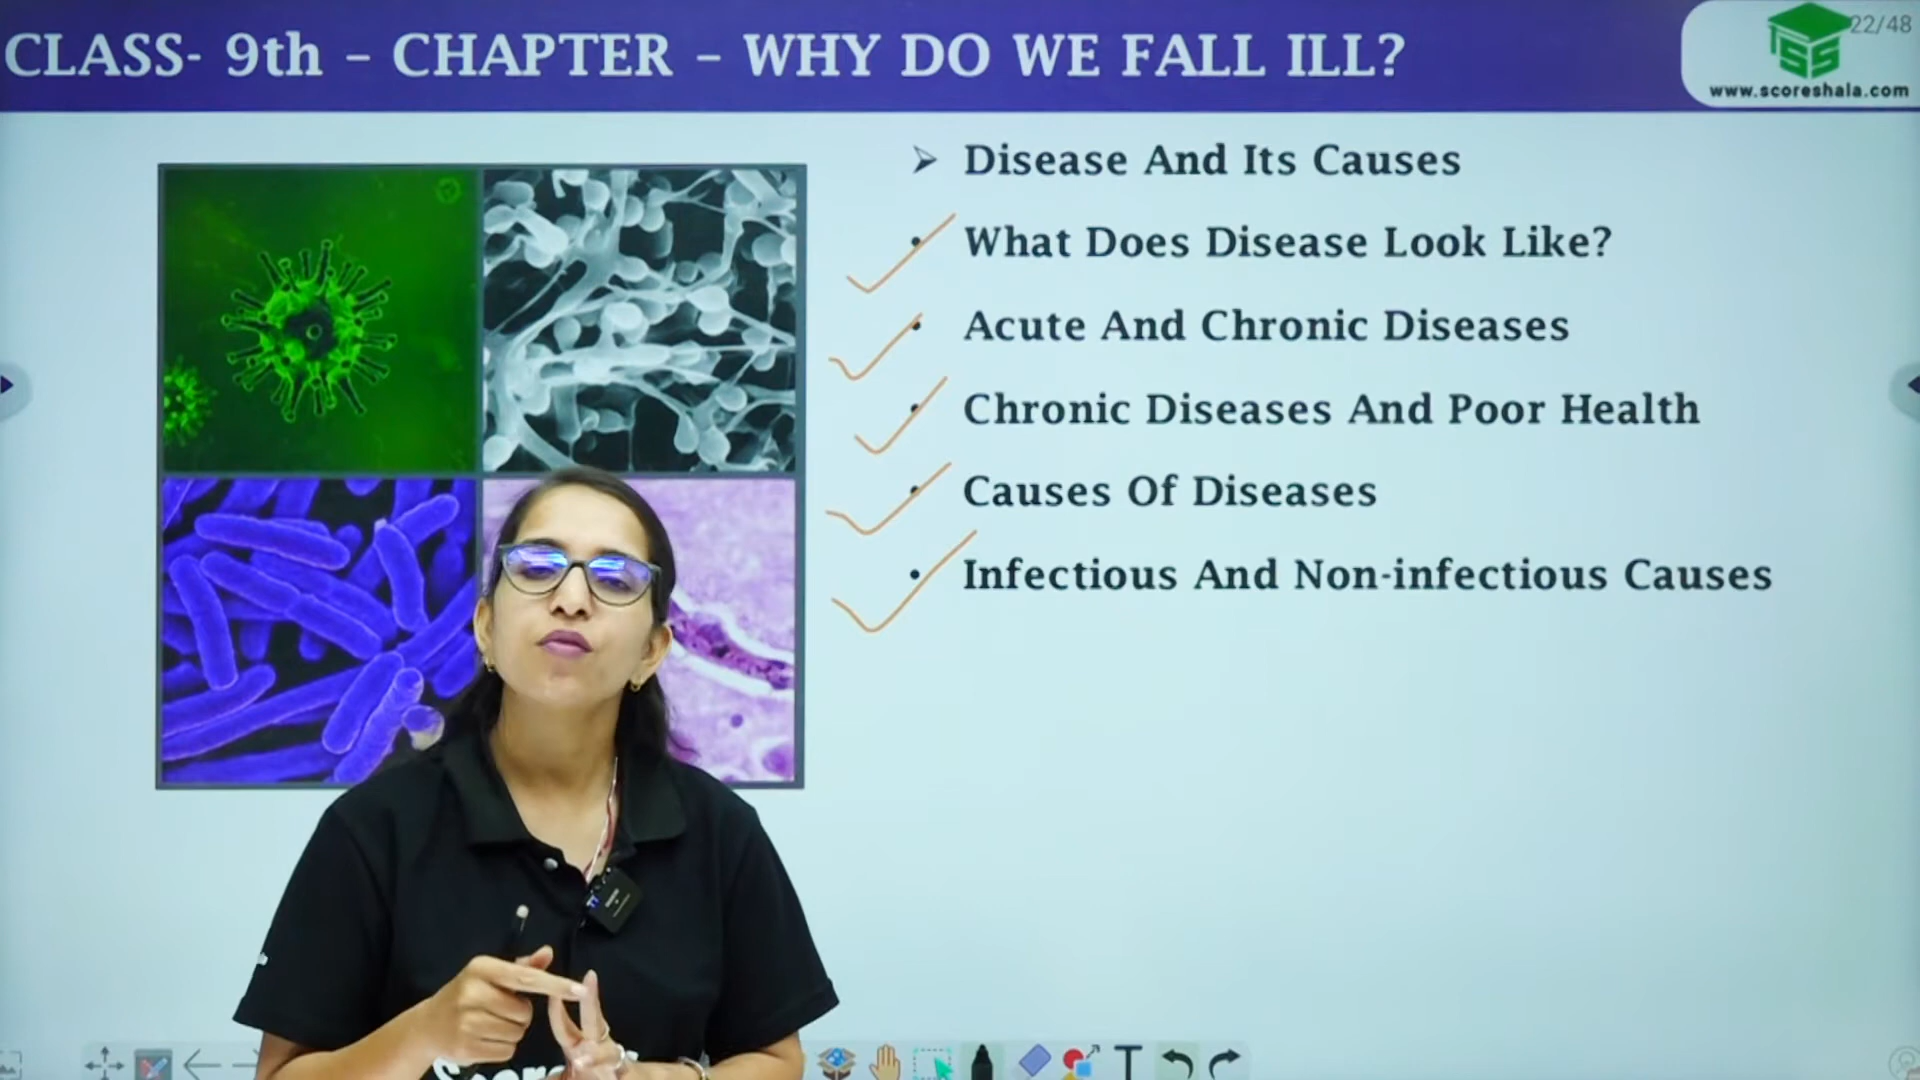 CLASS- 9th – CHAPTER – WHY DO WE FALL ILL?
22/48
SS
www.scoreshala.com
➢ Disease And Its Causes
• What Does Disease Look Like?
• Acute And Chronic Diseases
• Chronic Diseases And Poor Health
• Causes Of Diseases
• Infectious And Non-infectious Causes